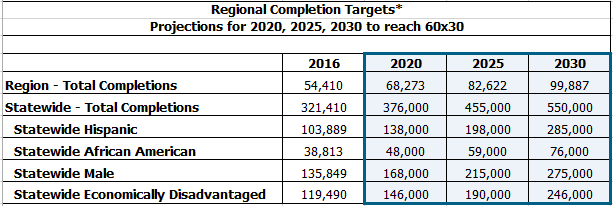 Regional Completion Targets*
Projections for 2020, 2025, 2030 to reach 60x30
2016 2020 2025 2030
Region - Total Completions 54,410 68,273 82,622 99,887
Statewide - Total Completions 321,410 376,000 455,000 550,000
Statewide Hispanic 103,889 138,000 198,000 285,000
Statewide African American 38,813 48,000 59,000 76,000
Statewide Male 135,849 168,000 215,000 275,000
Statewide Economically Disadvantaged 119,490 146,000 190,000 246,000